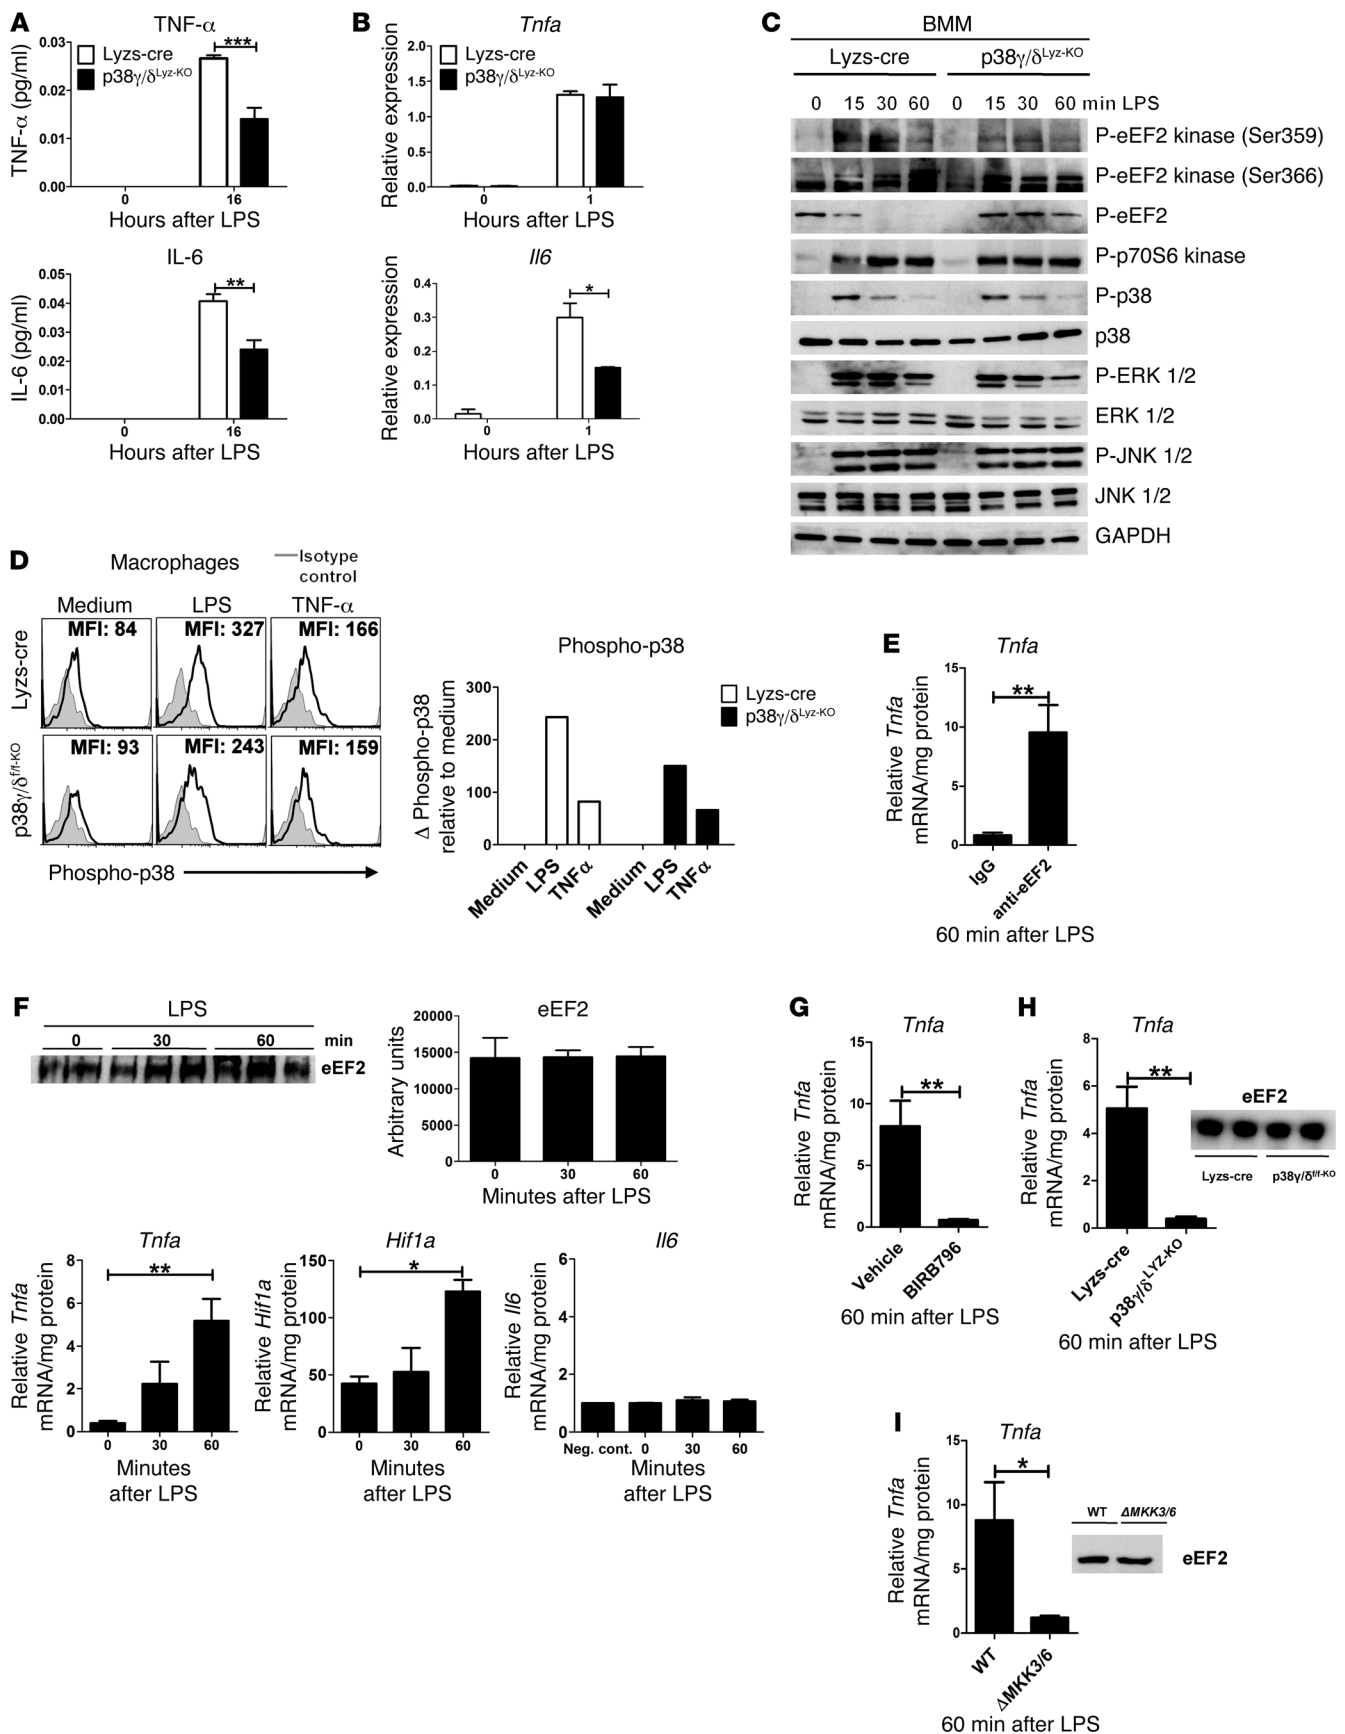 A
TNF-α
TNF-α (pg/ml)
0.03
0.02
0.01
0.00
***
Lyzs-cre
p38γ/δLyz-KO
0
16
Hours after LPS
IL-6
IL-6 (pg/ml)
0.05
0.04
0.03
0.02
0.01
0.00
**
0
16
Hours after LPS
B
Tnfa
Relative expression
2.0
1.5
1.0
0.5
0.0
Lyzs-cre
p38γ/δLyz-KO
0
1
Hours after LPS
Il6
Relative expression
0.4
0.3
0.2
0.1
0.0
*
0
1
Hours after LPS
C
BMM
Lyzs-cre
p38γ/δLyz-KO
0 15 30 60 0 15 30 60 min LPS
P-eEF2 kinase (Ser359)
P-eEF2 kinase (Ser366)
P-eEF2
P-p70S6 kinase
P-p38
p38
P-ERK 1/2
ERK 1/2
P-JNK 1/2
JNK 1/2
GAPDH
D
Macrophages
Isotype
control
Medium LPS TNF-α
Lyzs-cre
MFI: 84 MFI: 327 MFI: 166
p38γ/δf/f-KO
MFI: 93 MFI: 243 MFI: 159
Phospho-p38
Phospho-p38
Δ Phospho-p38
relative to medium
300
200
100
0
Lyzs-cre
p38γ/δLyz-KO
Medium LPS TNFα Medium LPS TNFα
E
Tnfa
Relative Tnfa
mRNA/mg protein
15
10
5
0
**
IgG
anti-eEF2
60 min after LPS
F
LPS
0 30 60 min
eEF2
eEF2
Arbitrary units
20000
15000
10000
5000
0
0 30 60
Minutes after LPS
Tnfa
Relative Tnfa
mRNA/mg protein
8
6
4
2
0
**
0 30 60
Minutes
after LPS
Hif1a
Relative Hif1a
mRNA/mg protein
150
100
50
0
*
0 30 60
Minutes
after LPS
Il6
Relative Il6
mRNA/mg protein
6
4
2
0
Neg. cont. 0 30 60
Minutes
after LPS
G
Tnfa
Relative Tnfa
mRNA/mg protein
15
10
5
0
**
Vehicle
BIRB796
60 min after LPS
H
Tnfa
Relative Tnfa
mRNA/mg protein
8
6
4
2
0
**
Lyzs-cre
p38γ/δLYZ-KO
60 min after LPS
eEF2
Lyzs-cre
p38γ/δf/f-KO
I
Tnfa
Relative Tnfa
mRNA/mg protein
15
10
5
0
*
WT
ΔMKK3/6
60 min after LPS
WT ΔMKK3/6
eEF2